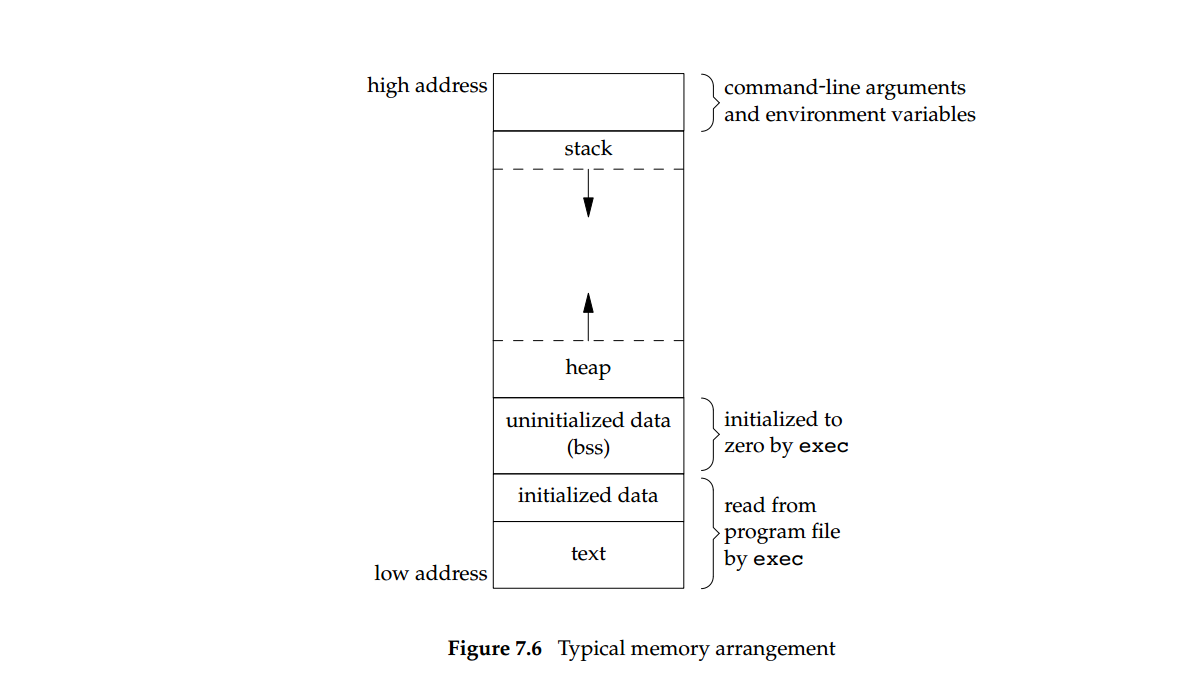 high address
command-line arguments
and environment variables
stack
heap
uninitialized data
(bss)
initialized to
zero by exec
initialized data
read from
program file
by exec
text
low address
Figure 7.6 Typical memory arrangement